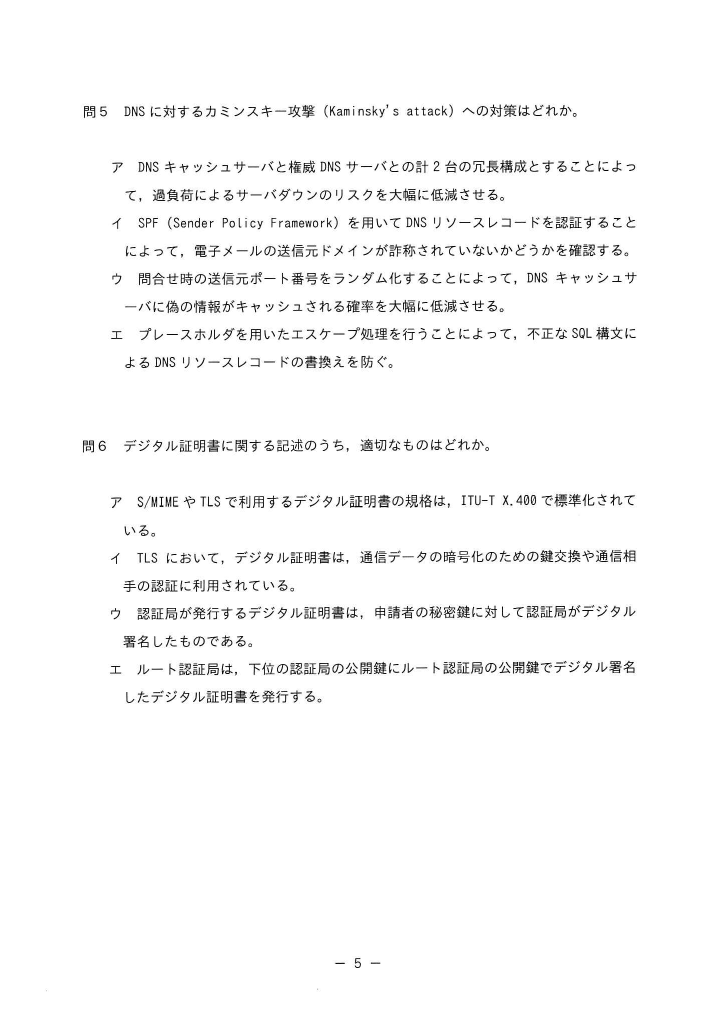 問５　DNS に対するカミンスキー攻撃（Kaminsky's attack）への対策はどれか。
ア　DNS キャッシュサーバと権威 DNS サーバとの計 2 台の冗長構成とすることによっ
て，過負荷によるサーバダウンのリスクを大幅に低減させる。
イ　SPF（Sender Policy Framework）を用いて DNS リソースレコードを認証すること
によって，電子メールの送信元ドメインが詐称されていないかどうかを確認する。
ウ　問合せ時の送信元ポート番号をランダム化することによって，DNS キャッシュサ
ーバに偽の情報がキャッシュされる確率を大幅に低減させる。
エ　プレースホルダを用いたエスケープ処理を行うことによって，不正な SQL 構文に
よる DNS リソースレコードの書換えを防ぐ。
問６　デジタル証明書に関する記述のうち，適切なものはどれか。
ア　S/MIME や TLS で利用するデジタル証明書の規格は，ITU-T X.400 で標準化されて
いる。
イ　TLS において，デジタル証明書は，通信データの暗号化のための鍵交換や通信相
手の認証に利用されている。
ウ　認証局が発行するデジタル証明書は，申請者の秘密鍵に対して認証局がデジタル
署名したものである。
エ　ルート認証局は，下位の認証局の公開鍵にルート認証局の公開鍵でデジタル署名
したデジタル証明書を発行する。
－ 5 －